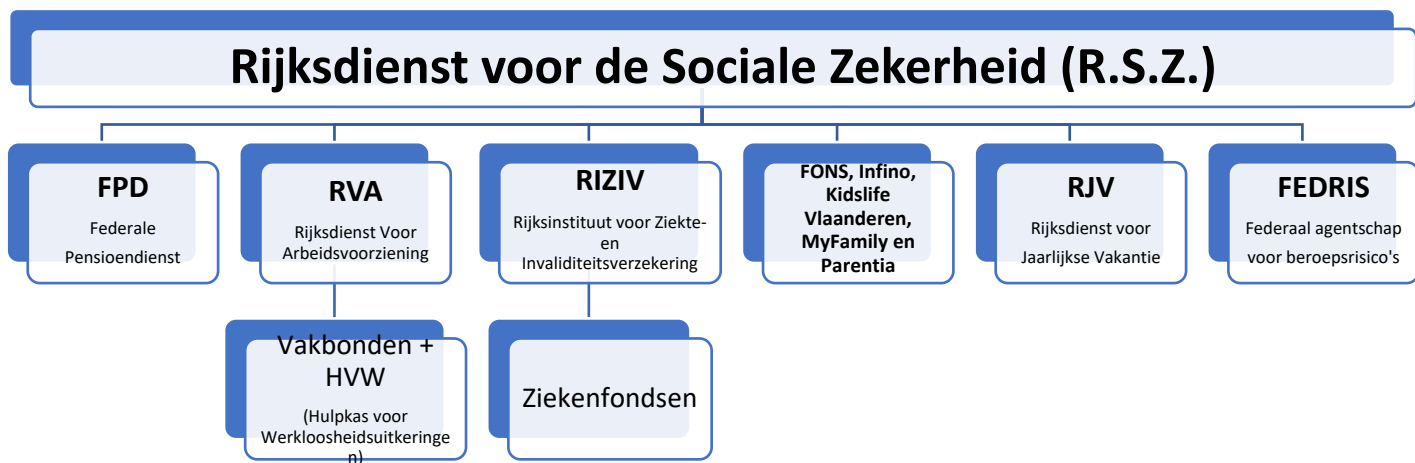 Rijksdienst voor de Sociale Zekerheid (R.S.Z.)
FPD
Federale
Pensioendienst
RVA
Rijksdienst Voor
Arbeidsvoorziening
RIZIV
Rijksinstituut voor Ziekte-
en
Invaliditeitsverzekering
FONS, Infino,
Kidslife
Vlaanderen,
MyFamily en
Parentia
RJV
Rijksdienst voor
Jaarlijkse Vakantie
FEDRIS
Federaal agentschap
voor beroepsrisico's
Vakbonden +
HVW
(Hulpkas voor
Werkloosheidsuitkeringe
n)
Ziekenfondsen